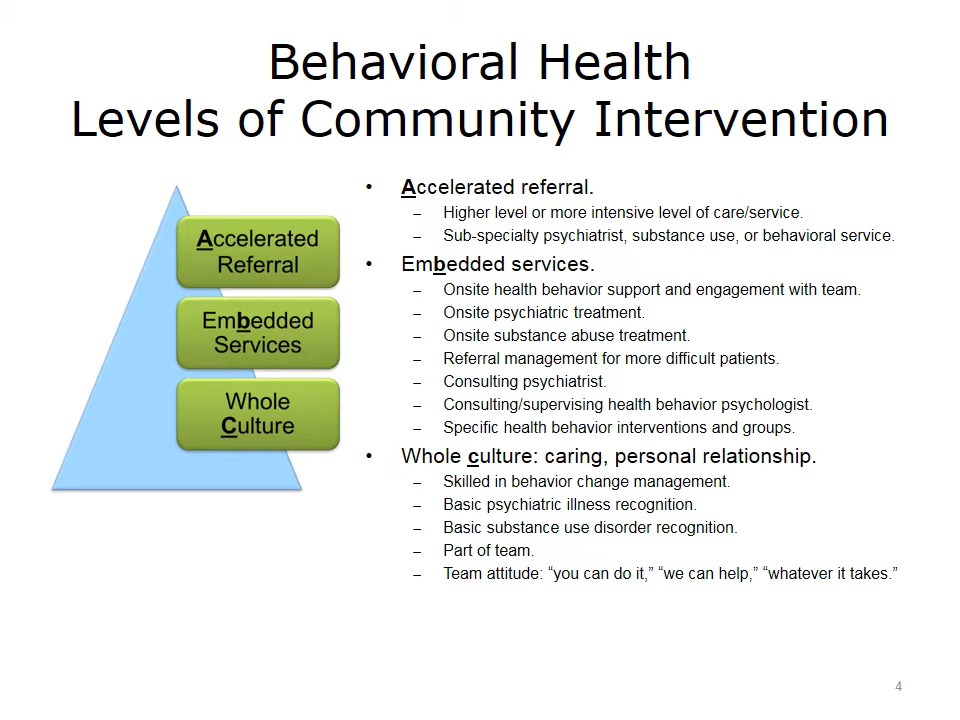 Behavioral Health
Levels of Community Intervention
Accelerated
Referral
Embedded
Services
Whole
Culture
• Accelerated referral.
– Higher level or more intensive level of care/service.
– Sub-specialty psychiatrist, substance use, or behavioral service.
• Embedded services.
– Onsite health behavior support and engagement with team.
– Onsite psychiatric treatment.
– Onsite substance abuse treatment.
– Referral management for more difficult patients.
– Consulting psychiatrist.
– Consulting/supervising health behavior psychologist.
– Specific health behavior interventions and groups.
• Whole culture: caring, personal relationship.
– Skilled in behavior change management.
– Basic psychiatric illness recognition.
– Basic substance use disorder recognition.
– Part of team.
– Team attitude: “you can do it,” “we can help,” “whatever it takes.”
4